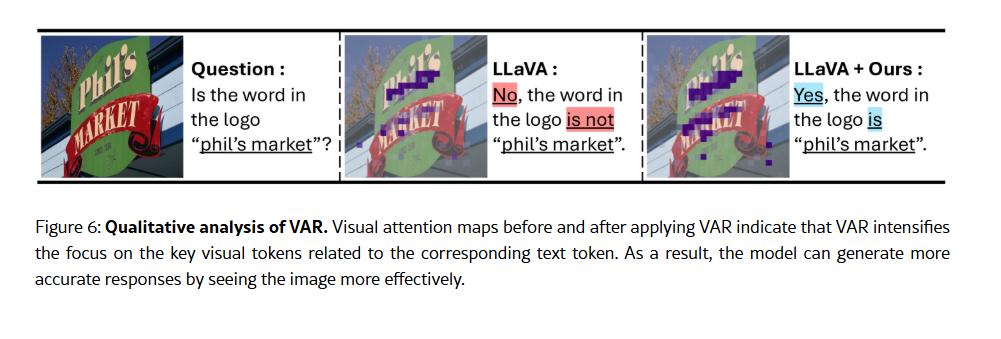 Phil's
MARKET
Question :
Is the word in
the logo
“phil’s market”?
Phil's
MARKET
LLaVA :
No, the word in
the logo is not
“phil’s market”.
Phil's
MARKET
LLaVA + Ours :
Yes, the word in
the logo is
“phil’s market”.
Figure 6: Qualitative analysis of VAR. Visual attention maps before and after applying VAR indicate that VAR intensifies
the focus on the key visual tokens related to the corresponding text token. As a result, the model can generate more
accurate responses by seeing the image more effectively.